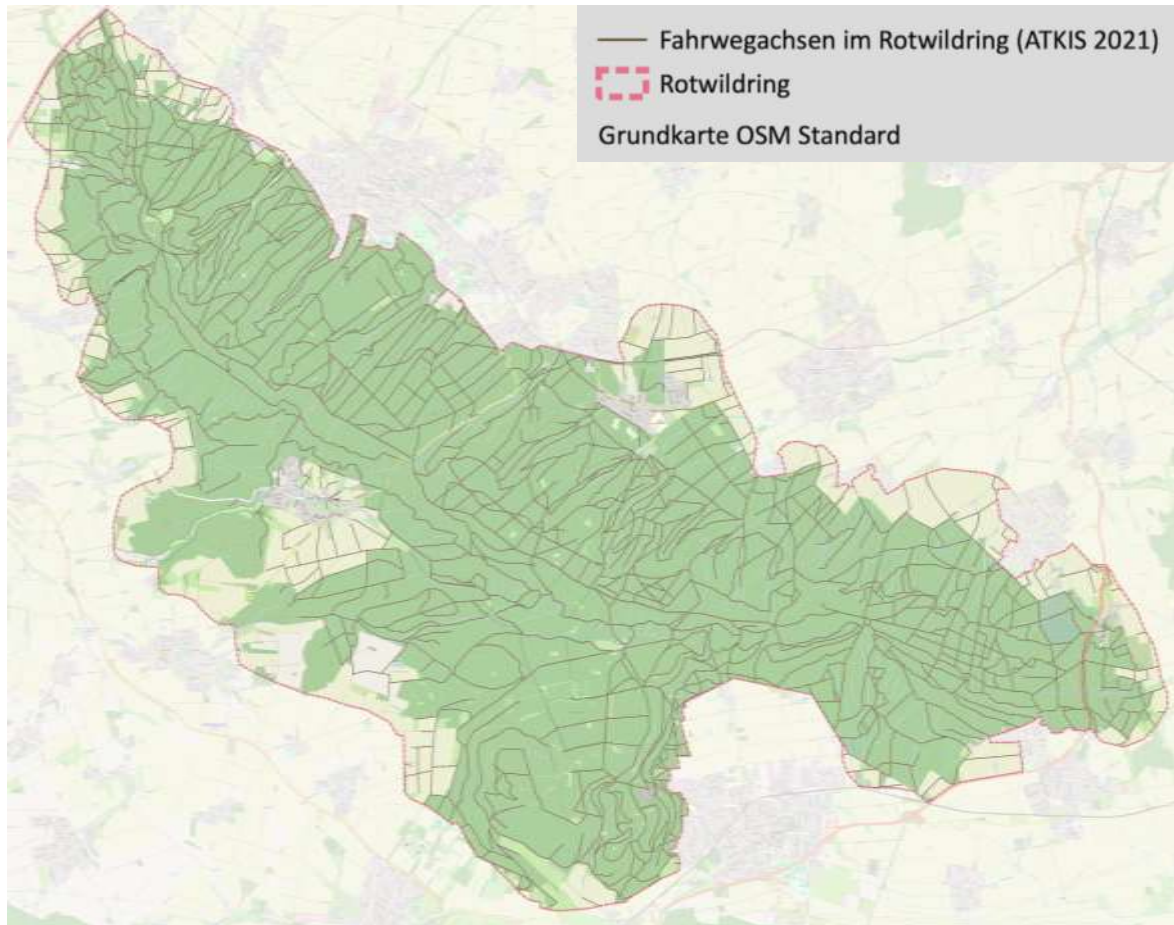 Fahrwegachsen im Rotwildring (ATKIS 2021)
Rotwildring
Grundkarte OSM Standard